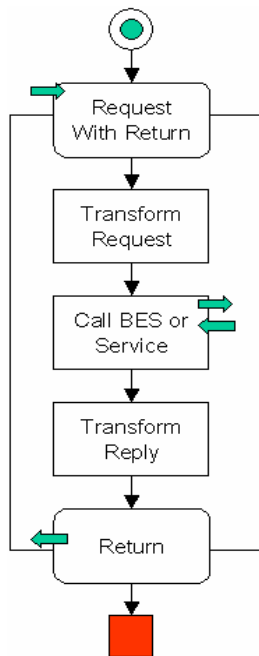 Request
With Return
Transform
Request
Call BES or
Service
Transform
Reply
Return